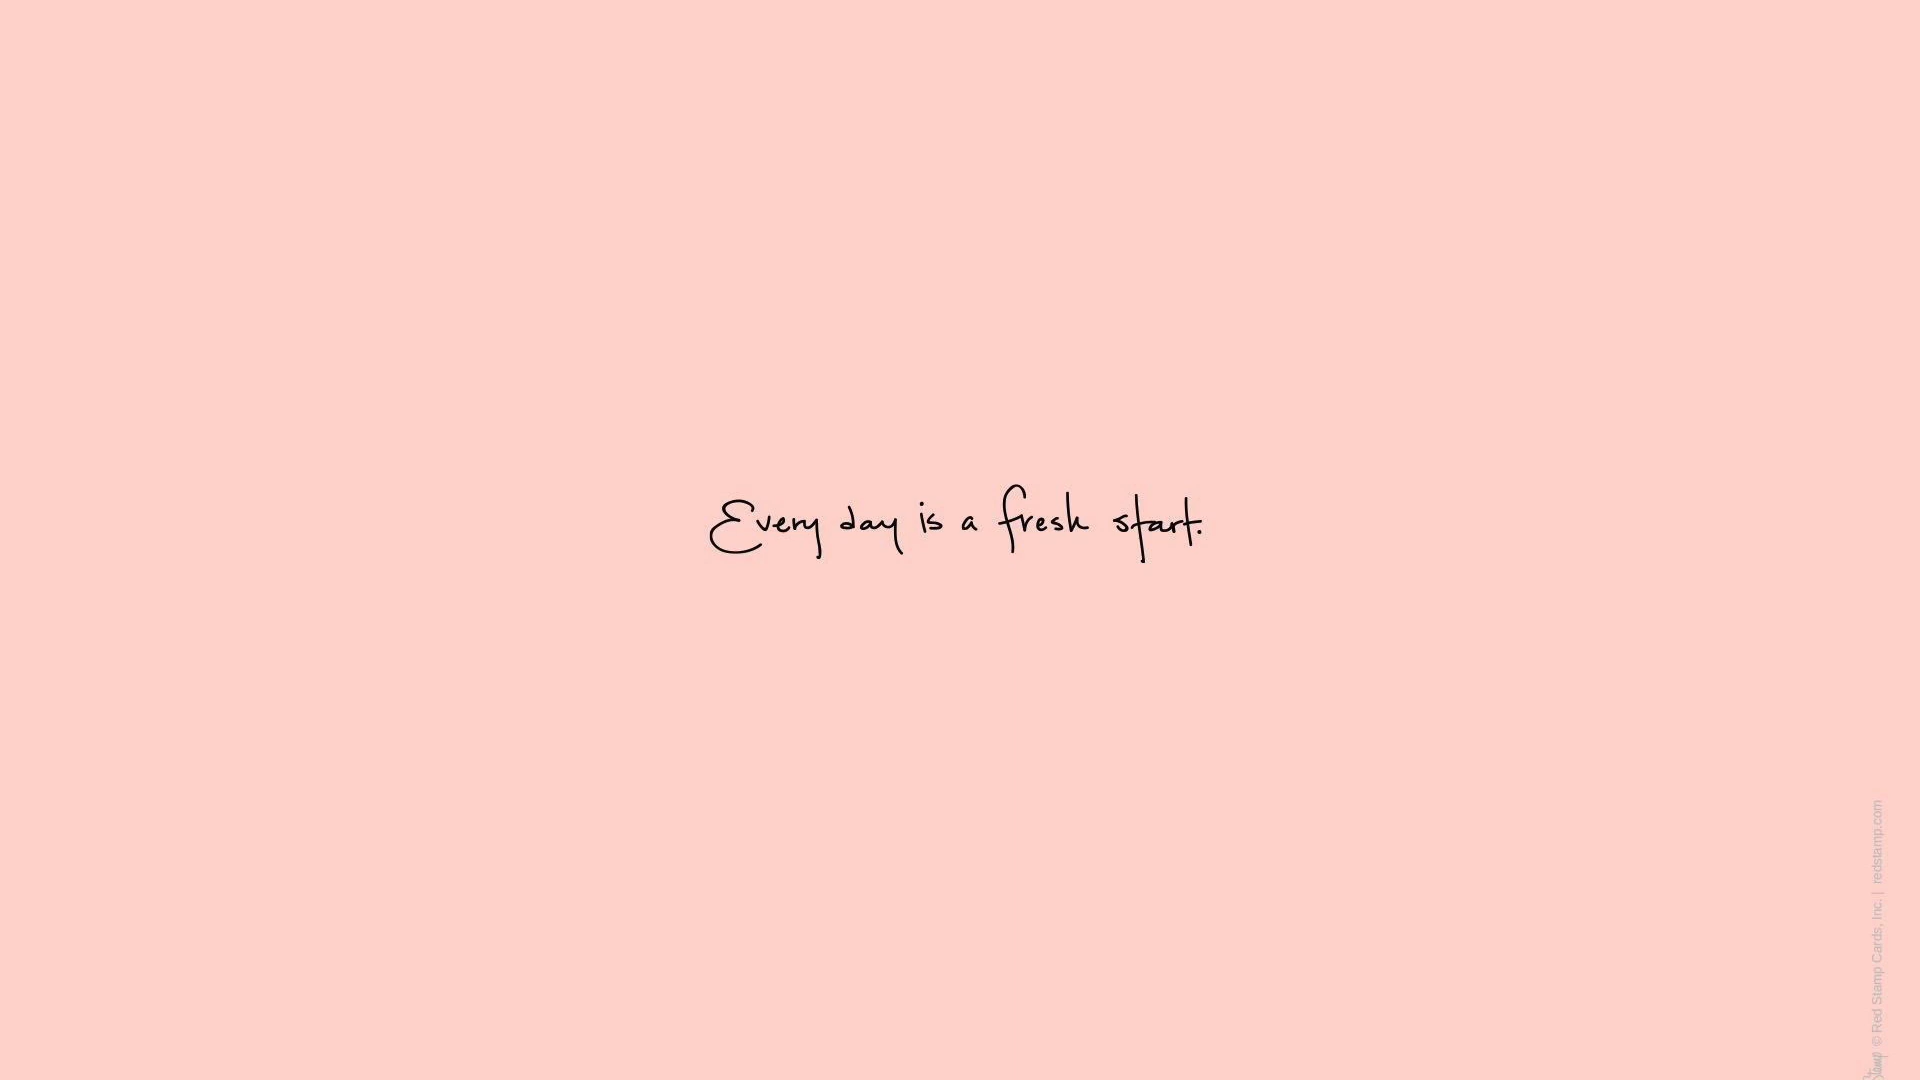 Every day is a fresh start.
© Red Stamp Cards, Inc. | redstamp.com